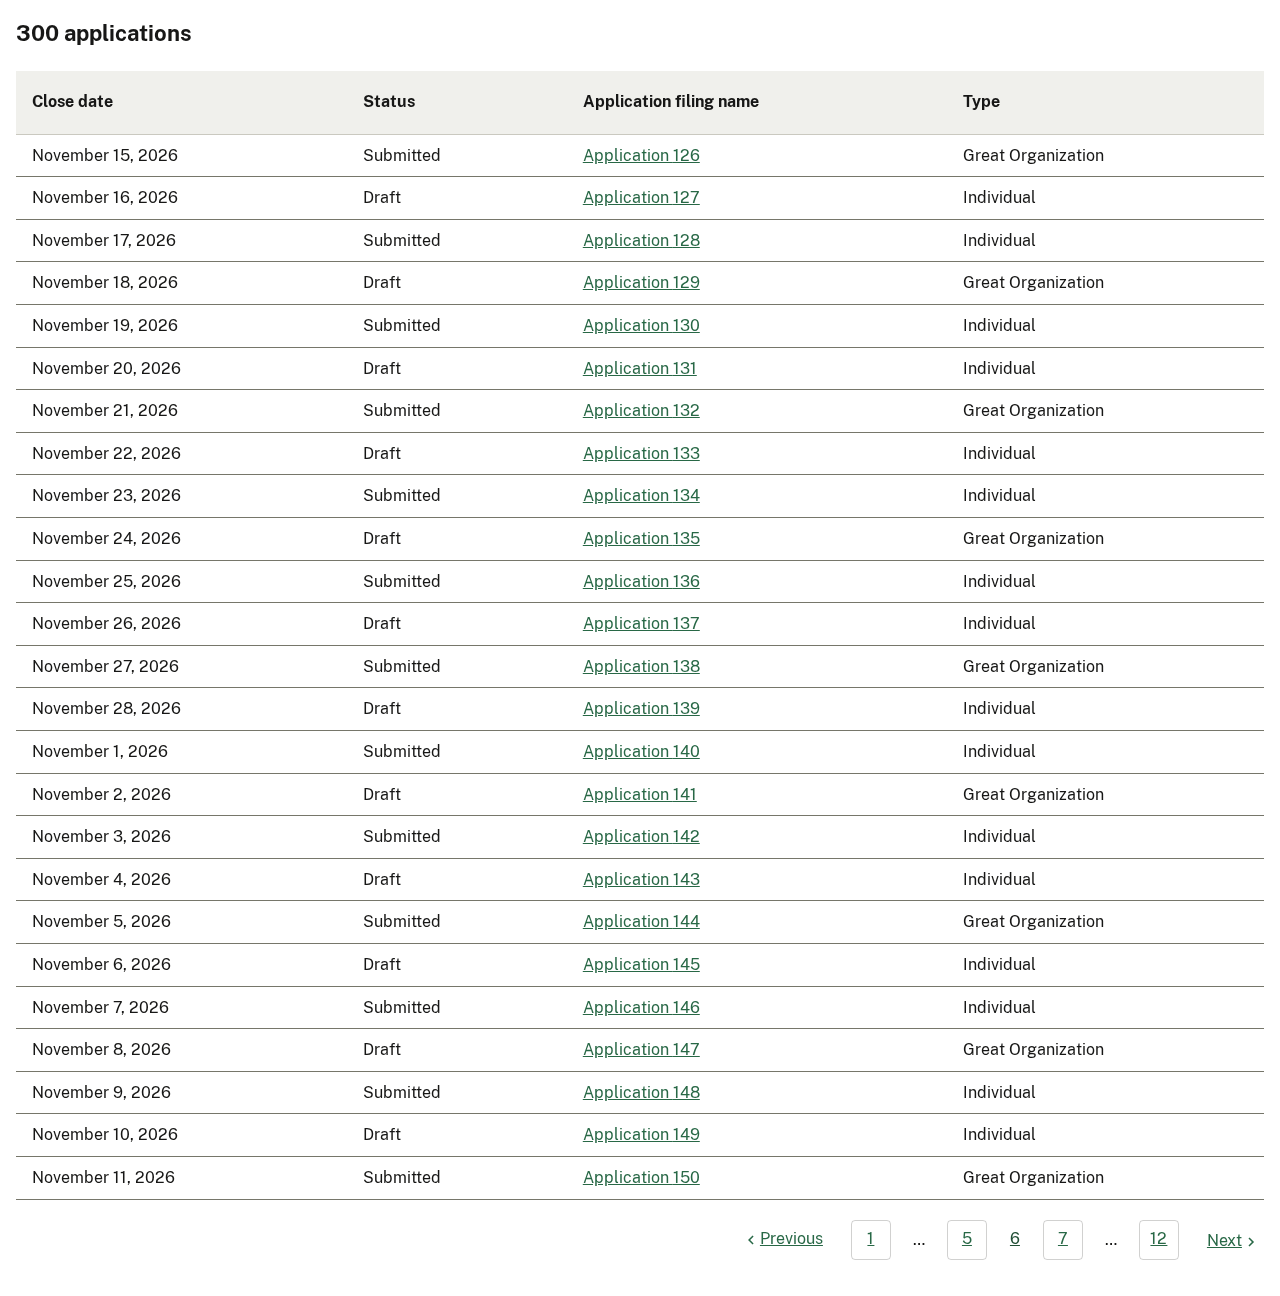 300 applications
Close date Status Application filing name Type
November 15, 2026 Submitted Application 126 Great Organization
November 16, 2026 Draft Application 127 Individual
November 17, 2026 Submitted Application 128 Individual
November 18, 2026 Draft Application 129 Great Organization
November 19, 2026 Submitted Application 130 Individual
November 20, 2026 Draft Application 131 Individual
November 21, 2026 Submitted Application 132 Great Organization
November 22, 2026 Draft Application 133 Individual
November 23, 2026 Submitted Application 134 Individual
November 24, 2026 Draft Application 135 Great Organization
November 25, 2026 Submitted Application 136 Individual
November 26, 2026 Draft Application 137 Individual
November 27, 2026 Submitted Application 138 Great Organization
November 28, 2026 Draft Application 139 Individual
November 1, 2026 Submitted Application 140 Individual
November 2, 2026 Draft Application 141 Great Organization
November 3, 2026 Submitted Application 142 Individual
November 4, 2026 Draft Application 143 Individual
November 5, 2026 Submitted Application 144 Great Organization
November 6, 2026 Draft Application 145 Individual
November 7, 2026 Submitted Application 146 Individual
November 8, 2026 Draft Application 147 Great Organization
November 9, 2026 Submitted Application 148 Individual
November 10, 2026 Draft Application 149 Individual
November 11, 2026 Submitted Application 150 Great Organization
Previous 1 … 5 6 7 … 12 Next